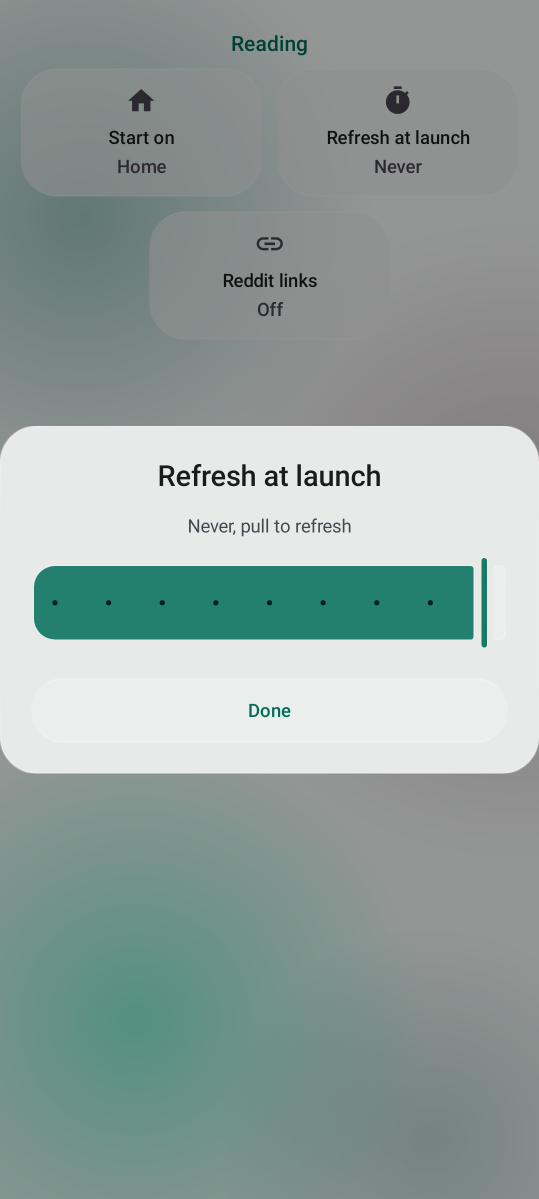 Reading
Start on
Home
Refresh at launch
Never
Reddit links
Off
Refresh at launch
Never, pull to refresh
Done